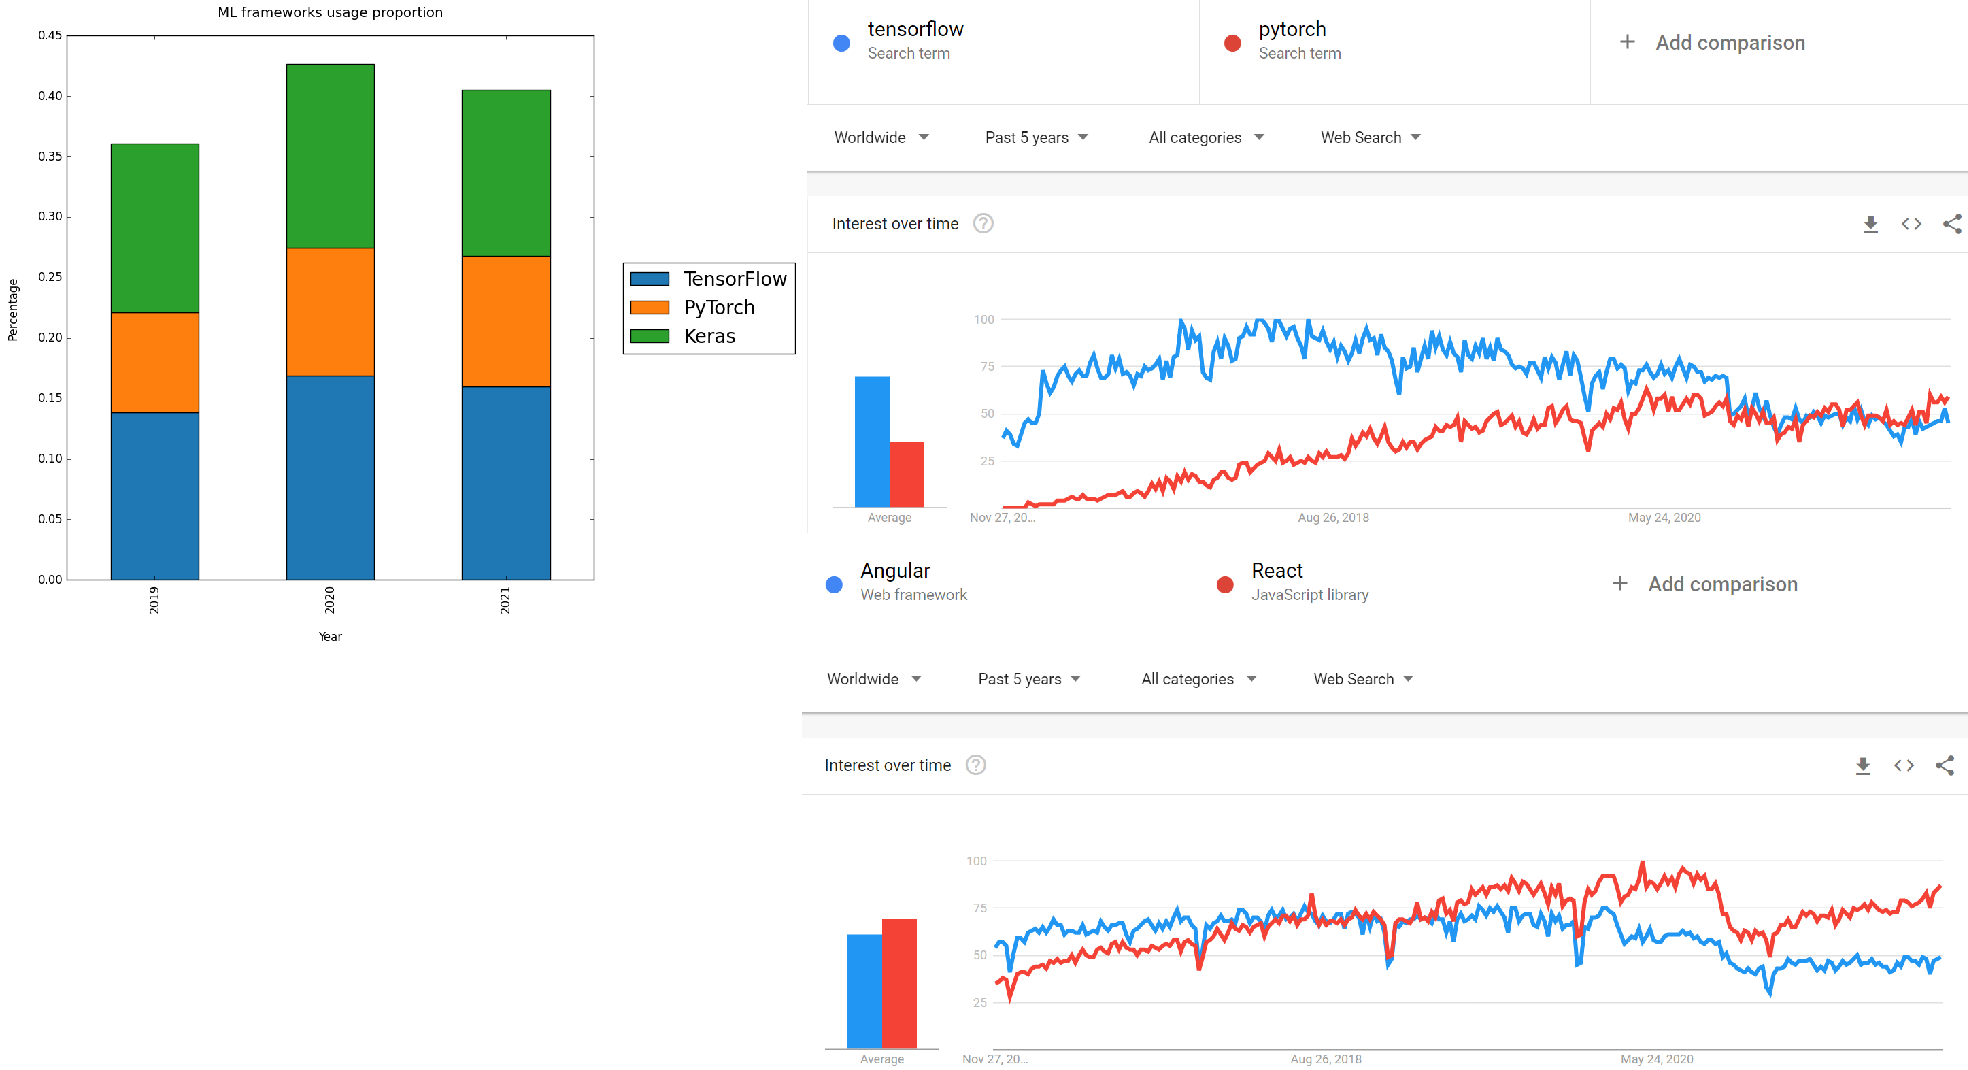 ML frameworks usage proportion
0.45
0.40
0.35
0.30
0.25
0.20
0.15
0.10
0.05
0.00
Percentage
2019 2020 2021
Year
TensorFlow
PyTorch
Keras
tensorflow
Search term
pytorch
Search term
+ Add comparison
Worldwide Past 5 years All categories Web Search
Interest over time ?
<>
100
75
50
25
Average
Nov 27, 20... Aug 26, 2018 May 24, 2020
Angular
Web framework
React
JavaScript library
+ Add comparison
Worldwide Past 5 years All categories Web Search
Interest over time ?
<>
100
75
50
25
Average
Nov 27, 20... Aug 26, 2018 May 24, 2020